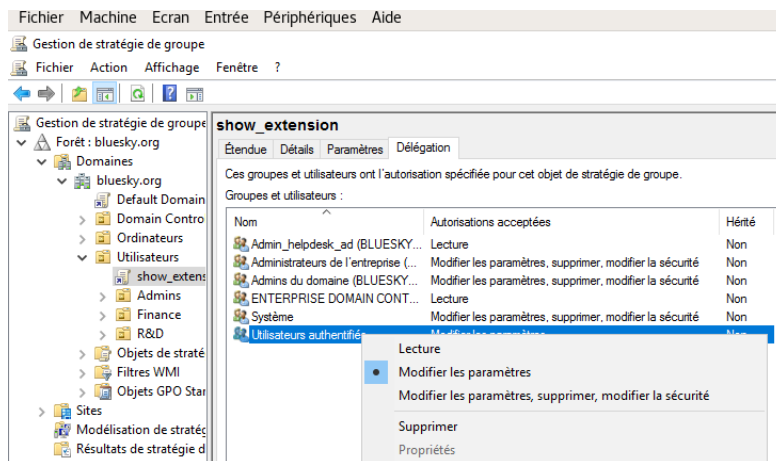 Fichier Machine Ecran Entrée Périphériques Aide
Gestion de stratégie de groupe
Fichier Action Affichage Fenêtre ?
Gestion de stratégie de groupe
Forêt : bluesky.org
Domaines
bluesky.org
Default Domain
Domain Contro
Ordinateurs
Utilisateurs
show_extens
Admins
Finance
R&D
Objets de straté
Filtres WMI
Objets GPO Star
Sites
Modélisation de stratég
Résultats de stratégie d
show_extension
Étendue Détails Paramètres Délégation
Ces groupes et utilisateurs ont l'autorisation spécifiée pour cet objet de stratégie de groupe.
Groupes et utilisateurs :
Nom Autorisations acceptées Hérité
Admin_helpdesk_ad (BLUESKY... Lecture Non
Administrateurs de l'entreprise (... Modifier les paramètres, supprimer, modifier la sécurité Non
Admins du domaine (BLUESKY... Modifier les paramètres, supprimer, modifier la sécurité Non
ENTERPRISE DOMAIN CONT... Lecture Non
Système Modifier les paramètres, supprimer, modifier la sécurité Non
Utilisateurs authentifiés Modifier les paramètres Non
Lecture
Modifier les paramètres
Modifier les paramètres, supprimer, modifier la sécurité
Supprimer
Propriétés